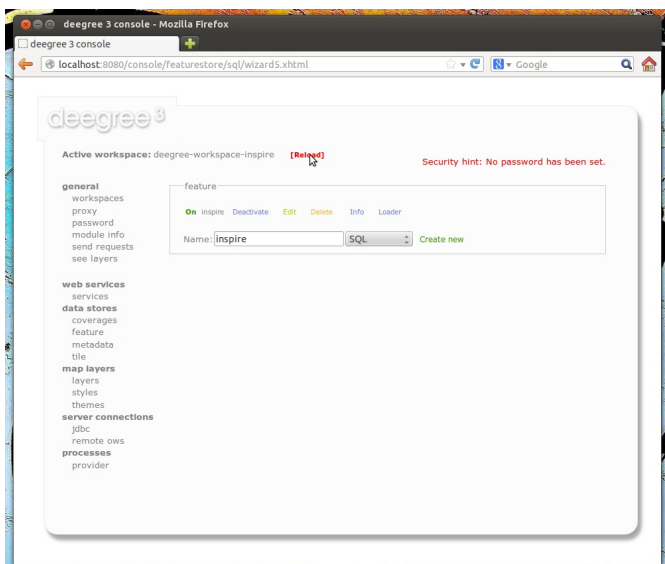 deegree 3 console - Mozilla Firefox
deegree 3 console
localhost:8080/console/featurestore/sql/wizard5.xhtml
Google
deegree 3
Active workspace: deegree-workspace-inspire [Reload]
Security hint: No password has been set.
general
workspaces
proxy
password
module info
send requests
see layers
web services
services
data stores
coverages
feature
metadata
tile
map layers
layers
styles
themes
server connections
jdbc
remote ows
processes
provider
feature
On inspire Deactivate Edit Delete Info Loader
Name: inspire SQL Create new